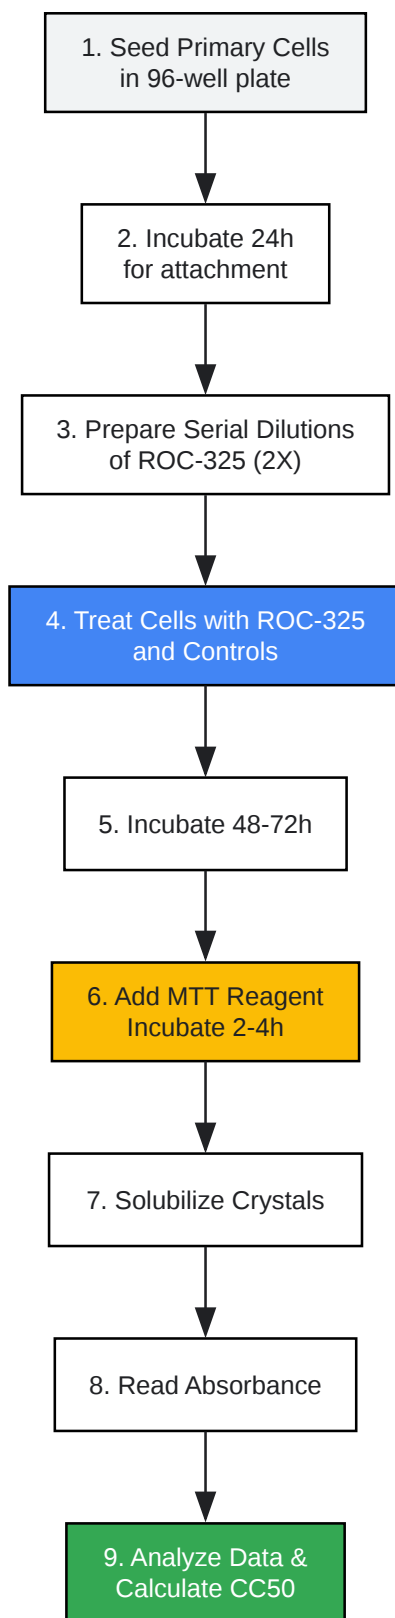 1. Seed Primary Cells
in 96-well plate
2. Incubate 24h
for attachment
3. Prepare Serial Dilutions
of ROC-325 (2X)
4. Treat Cells with ROC-325
and Controls
5. Incubate 48-72h
6. Add MTT Reagent
Incubate 2-4h
7. Solubilize Crystals
8. Read Absorbance
9. Analyze Data &
Calculate CC50